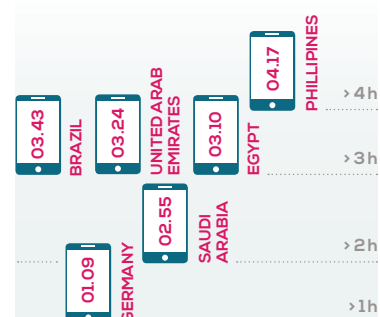 04.17
PHILLIPINES
>4h
03.43
BRAZIL
03.24
UNITED ARAB
EMIRATES
03.10
EGYPT
>3h
02.55
SAUDI
ARABIA
>2h
01.09
GERMANY
>1h